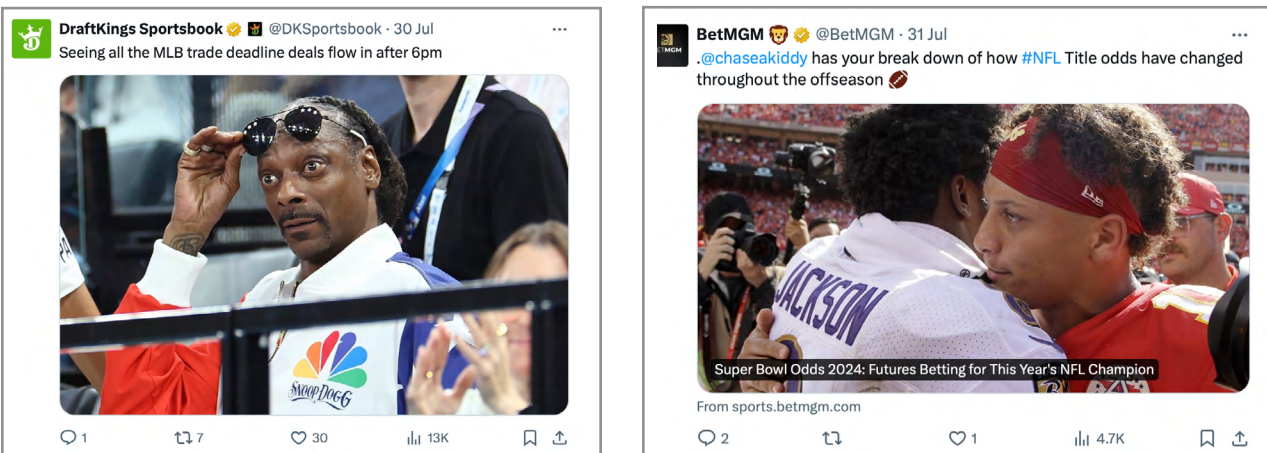 DraftKings Sportsbook @DKSportsbook · 30 Jul
Seeing all the MLB trade deadline deals flow in after 6pm
SNOOP DOGG
1 7 30 13K
BETMGM
BetMGM @BetMGM · 31 Jul
.@chaseakiddy has your break down of how #NFL Title odds have changed
throughout the offseason
JACKSON
Super Bowl Odds 2024: Futures Betting for This Year's NFL Champion
From sports.betmgm.com
2 1 4.7K